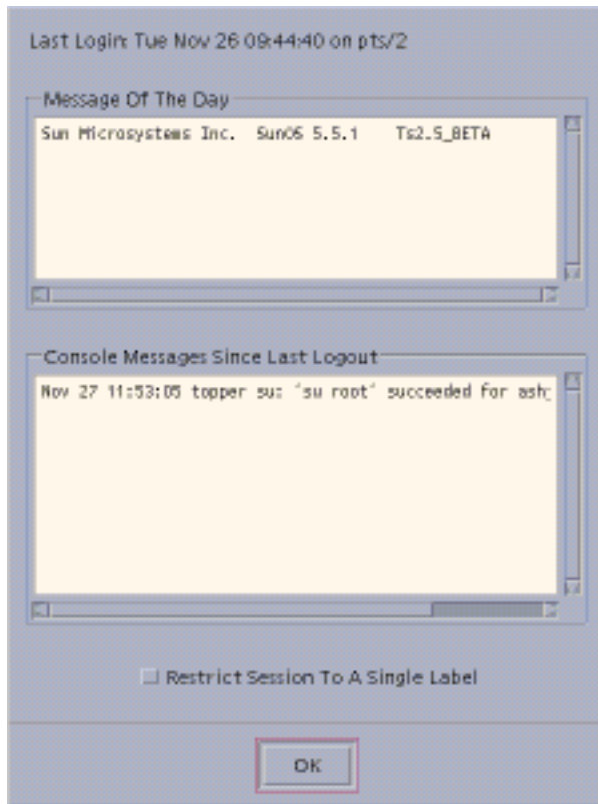 Last Login: Tue Nov 26 09:44:40 on pts/2
Message Of The Day
Sun Microsystems Inc. SunOS 5.5.1 Ts2.5_BETA
Console Messages Since Last Logout
Nov 27 11:53:05 topper su: 'su root' succeeded for ash
Restrict Session To A Single Label
OK